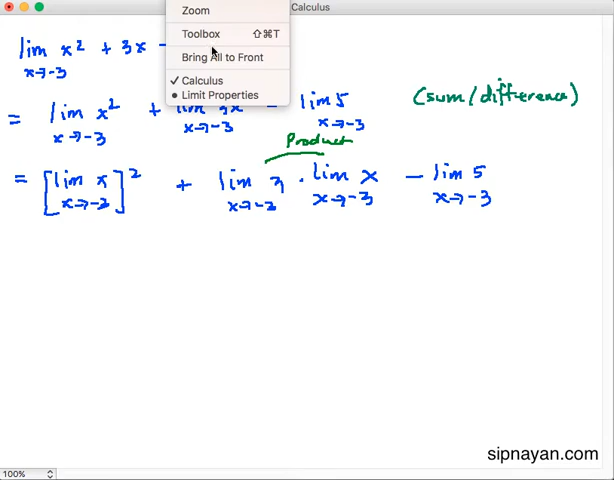 Calculus
Zoom
Toolbox ⇧⌘T
Bring All to Front
✓ Calculus
• Limit Properties
lim x² + 3x −
x→-3
= lim x² + lim 3x − lim 5 (sum/difference)
x→-3 x→-3 x→-3
Product
= [lim x]² + lim 3 · lim x − lim 5
x→-3 x→-3 x→-3 x→-3
sipnayan.com
100%